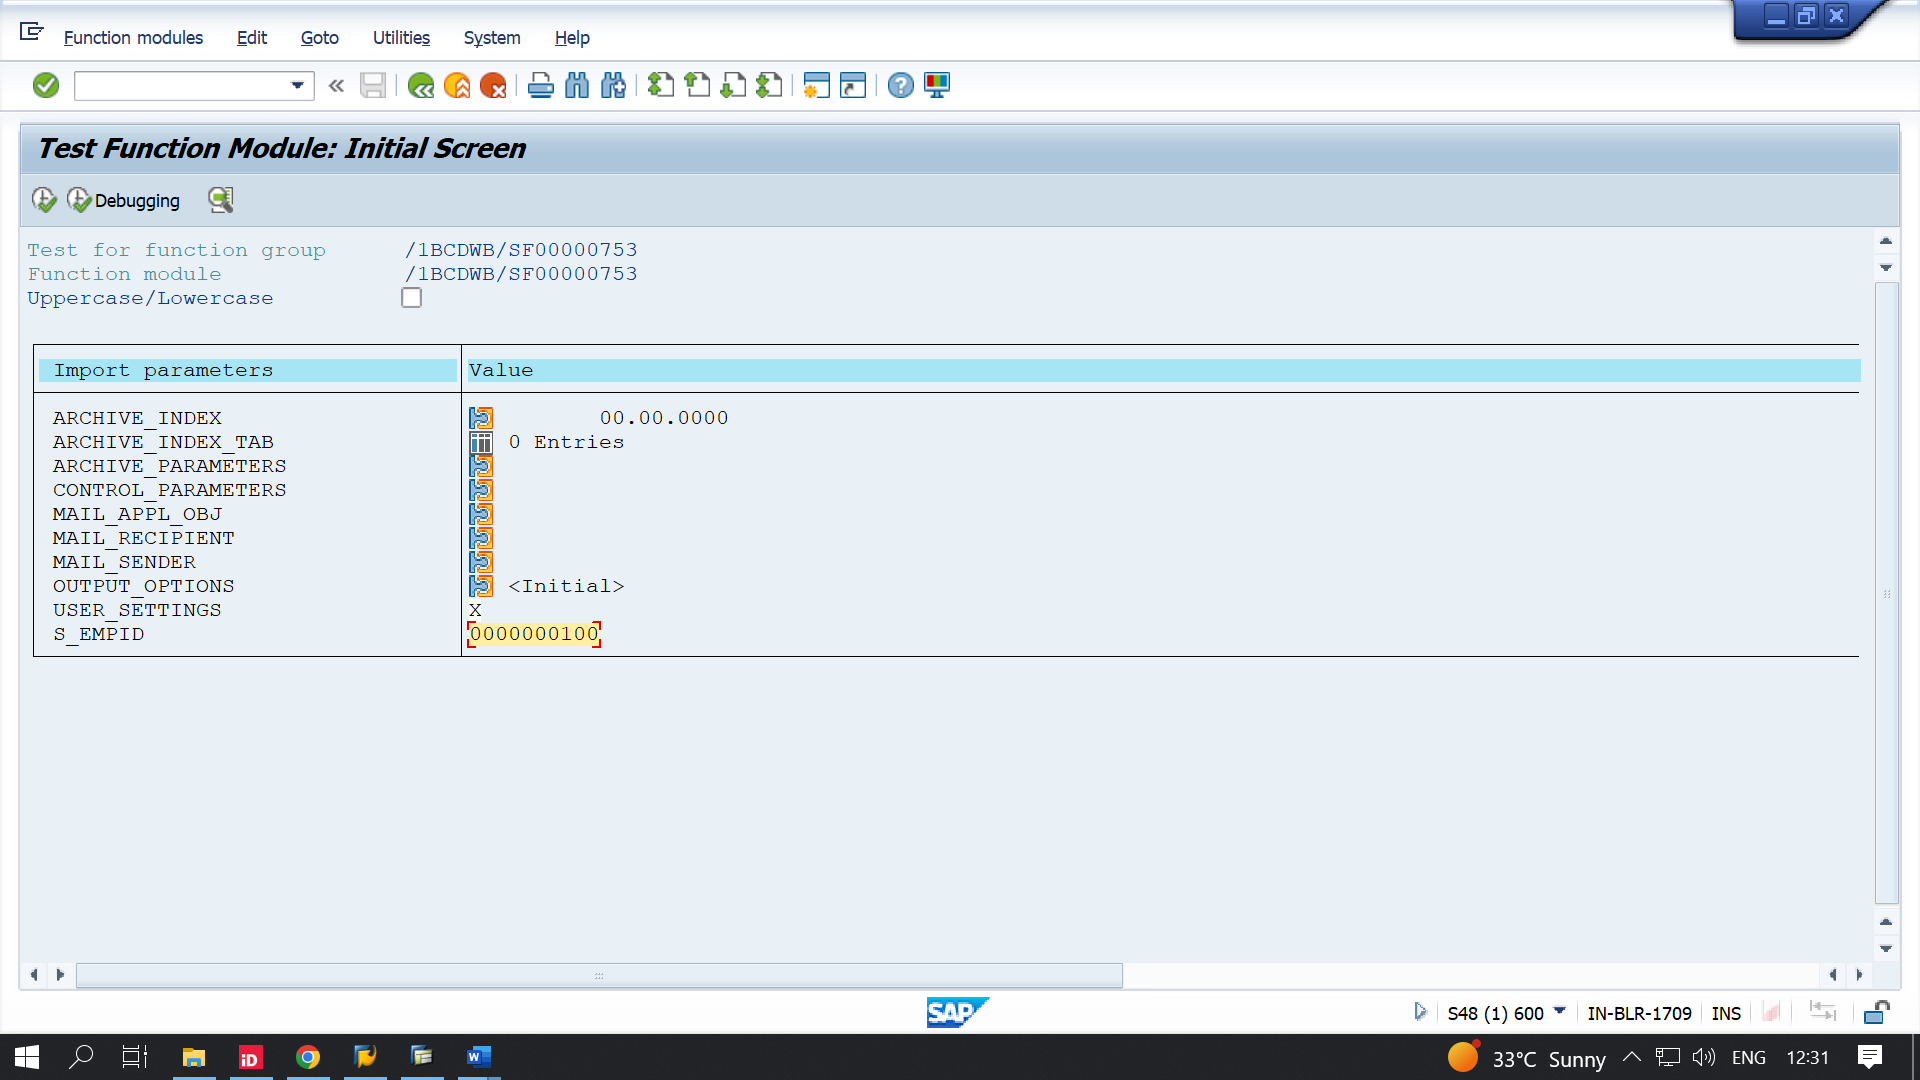 Function modules Edit Goto Utilities System Help
Test Function Module: Initial Screen
Debugging
Test for function group /1BCDWB/SF00000753
Function module /1BCDWB/SF00000753
Uppercase/Lowercase
Import parameters Value
ARCHIVE_INDEX 00.00.0000
ARCHIVE_INDEX_TAB 0 Entries
ARCHIVE_PARAMETERS
CONTROL_PARAMETERS
MAIL_APPL_OBJ
MAIL_RECIPIENT
MAIL_SENDER
OUTPUT_OPTIONS <Initial>
USER_SETTINGS X
S_EMPID 0000000100
SAP S48 (1) 600 IN-BLR-1709 INS
iD W 33°C Sunny ENG 12:31